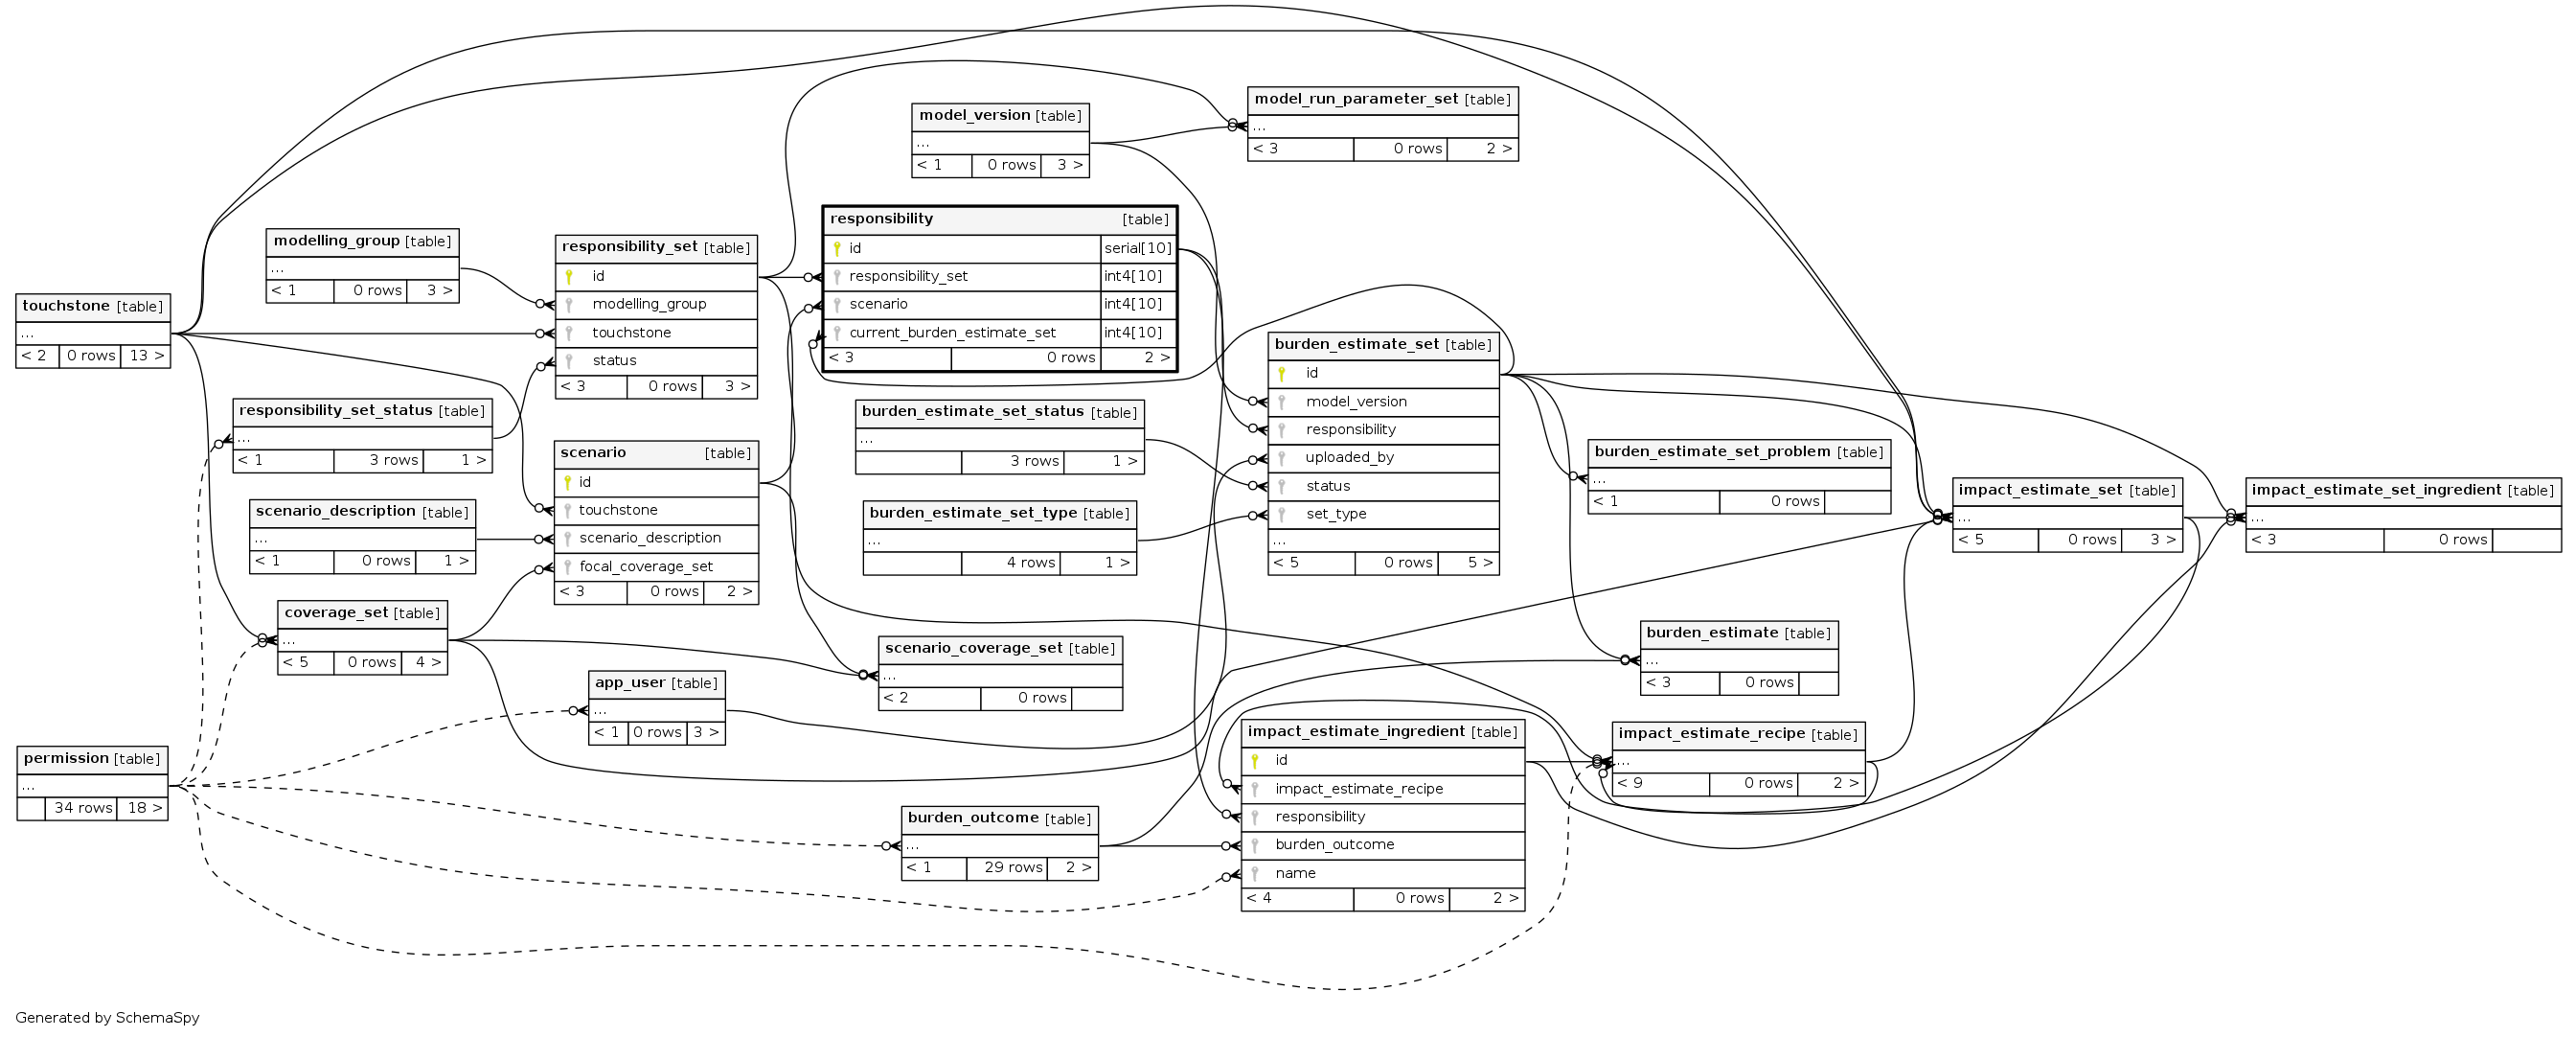 model_run_parameter_set [table]
...
< 3 0 rows 2 >
model_version [table]
...
< 1 0 rows 3 >
responsibility [table]
id serial[10]
responsibility_set int4[10]
scenario int4[10]
current_burden_estimate_set int4[10]
< 3 0 rows 2 >
modelling_group [table]
...
< 1 0 rows 3 >
responsibility_set [table]
id
modelling_group
touchstone
status
< 3 0 rows 3 >
touchstone [table]
...
< 2 0 rows 13 >
burden_estimate_set [table]
id
model_version
responsibility
uploaded_by
status
set_type
...
< 5 0 rows 5 >
responsibility_set_status [table]
...
< 1 3 rows 1 >
burden_estimate_set_status [table]
...
3 rows 1 >
scenario [table]
id
touchstone
scenario_description
focal_coverage_set
< 3 0 rows 2 >
burden_estimate_set_problem [table]
...
< 1 0 rows
impact_estimate_set [table]
...
< 5 0 rows 3 >
impact_estimate_set_ingredient [table]
...
< 3 0 rows
scenario_description [table]
...
< 1 0 rows 1 >
burden_estimate_set_type [table]
...
4 rows 1 >
coverage_set [table]
...
< 5 0 rows 4 >
burden_estimate [table]
...
< 3 0 rows
scenario_coverage_set [table]
...
< 2 0 rows
app_user [table]
...
< 1 0 rows 3 >
impact_estimate_ingredient [table]
id
impact_estimate_recipe
responsibility
burden_outcome
name
< 4 0 rows 2 >
impact_estimate_recipe [table]
...
< 9 0 rows 2 >
permission [table]
...
34 rows 18 >
burden_outcome [table]
...
< 1 29 rows 2 >
Generated by SchemaSpy